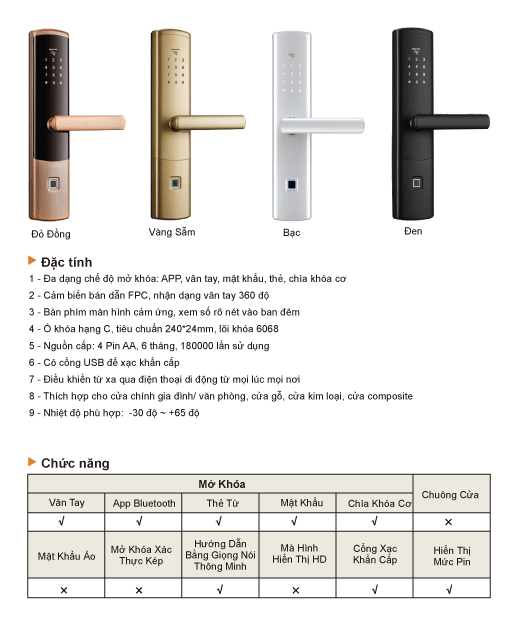 Đỏ Đồng
Vàng Sẫm
Bạc
Đen
Đặc tính
1 - Đa dạng chế độ mở khóa: APP, vân tay, mật khẩu, thẻ, chìa khóa cơ
2 - Cảm biến bán dẫn FPC, nhận dạng vân tay 360 độ
3 - Bàn phím màn hình cảm ứng, xem số rõ nét vào ban đêm
4 - Ổ khóa hạng C, tiêu chuẩn 240*24mm, lõi khóa 6068
5 - Nguồn cấp: 4 Pin AA, 6 tháng, 180000 lần sử dụng
6 - Có cổng USB để xạc khẩn cấp
7 - Điều khiển từ xa qua điện thoại di động từ mọi lúc mọi nơi
8 - Thích hợp cho cửa chính gia đình/ văn phòng, cửa gỗ, cửa kim loại, cửa composite
9 - Nhiệt độ phù hợp: -30 độ ~ +65 độ
Chức năng
Mở Khóa
Chuông Cửa
Vân Tay App Bluetooth Thẻ Từ Mật Khẩu Chìa Khóa Cơ
√ √ √ √ √ ×
Mật Khẩu Ảo
Mở Khóa Xác
Thực Kép
Hướng Dẫn
Bằng Giọng Nói
Thông Minh
Mà Hình
Hiển Thị HD
Cổng Xạc
Khẩn Cấp
Hiển Thị
Mức Pin
× × √ × √ √